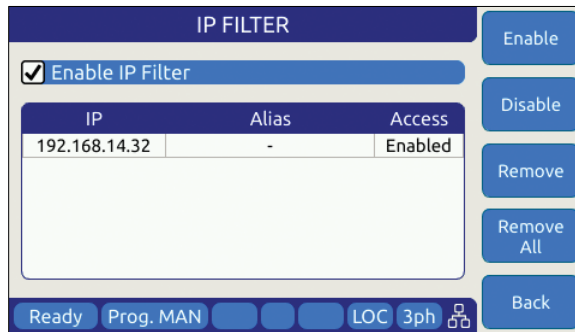 IP FILTER
Enable IP Filter
IP Alias Access
192.168.14.32 - Enabled
Ready Prog. MAN LOC 3ph
Enable
Disable
Remove
Remove
All
Back